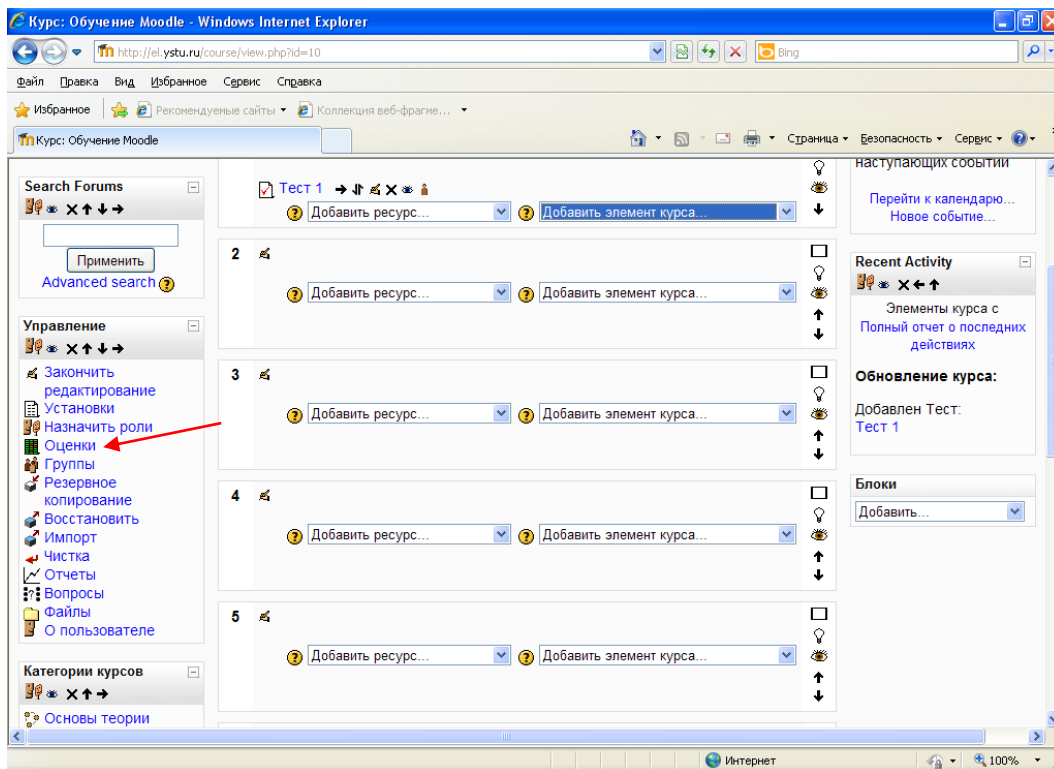 Курс: Обучение Moodle - Windows Internet Explorer
http://el.ystu.ru/course/view.php?id=10
Bing
Файл Правка Вид Избранное Сервис Справка
Избранное Рекомендуемые сайты Коллекция веб-фрагме...
Курс: Обучение Moodle
Страница Безопасность Сервис
Search Forums
Применить
Advanced search
Управление
Закончить
редактирование
Установки
Назначить роли
Оценки
Группы
Резервное
копирование
Восстановить
Импорт
Чистка
Отчеты
Вопросы
Файлы
О пользователе
Категории курсов
Основы теории
Тест 1
Добавить ресурс... Добавить элемент курса...
2
Добавить ресурс... Добавить элемент курса...
3
Добавить ресурс... Добавить элемент курса...
4
Добавить ресурс... Добавить элемент курса...
5
Добавить ресурс... Добавить элемент курса...
наступающих событий
Перейти к календарю...
Новое событие...
Recent Activity
Элементы курса с
Полный отчет о последних
действиях
Обновление курса:
Добавлен Тест:
Тест 1
Блоки
Добавить...
Интернет
100%